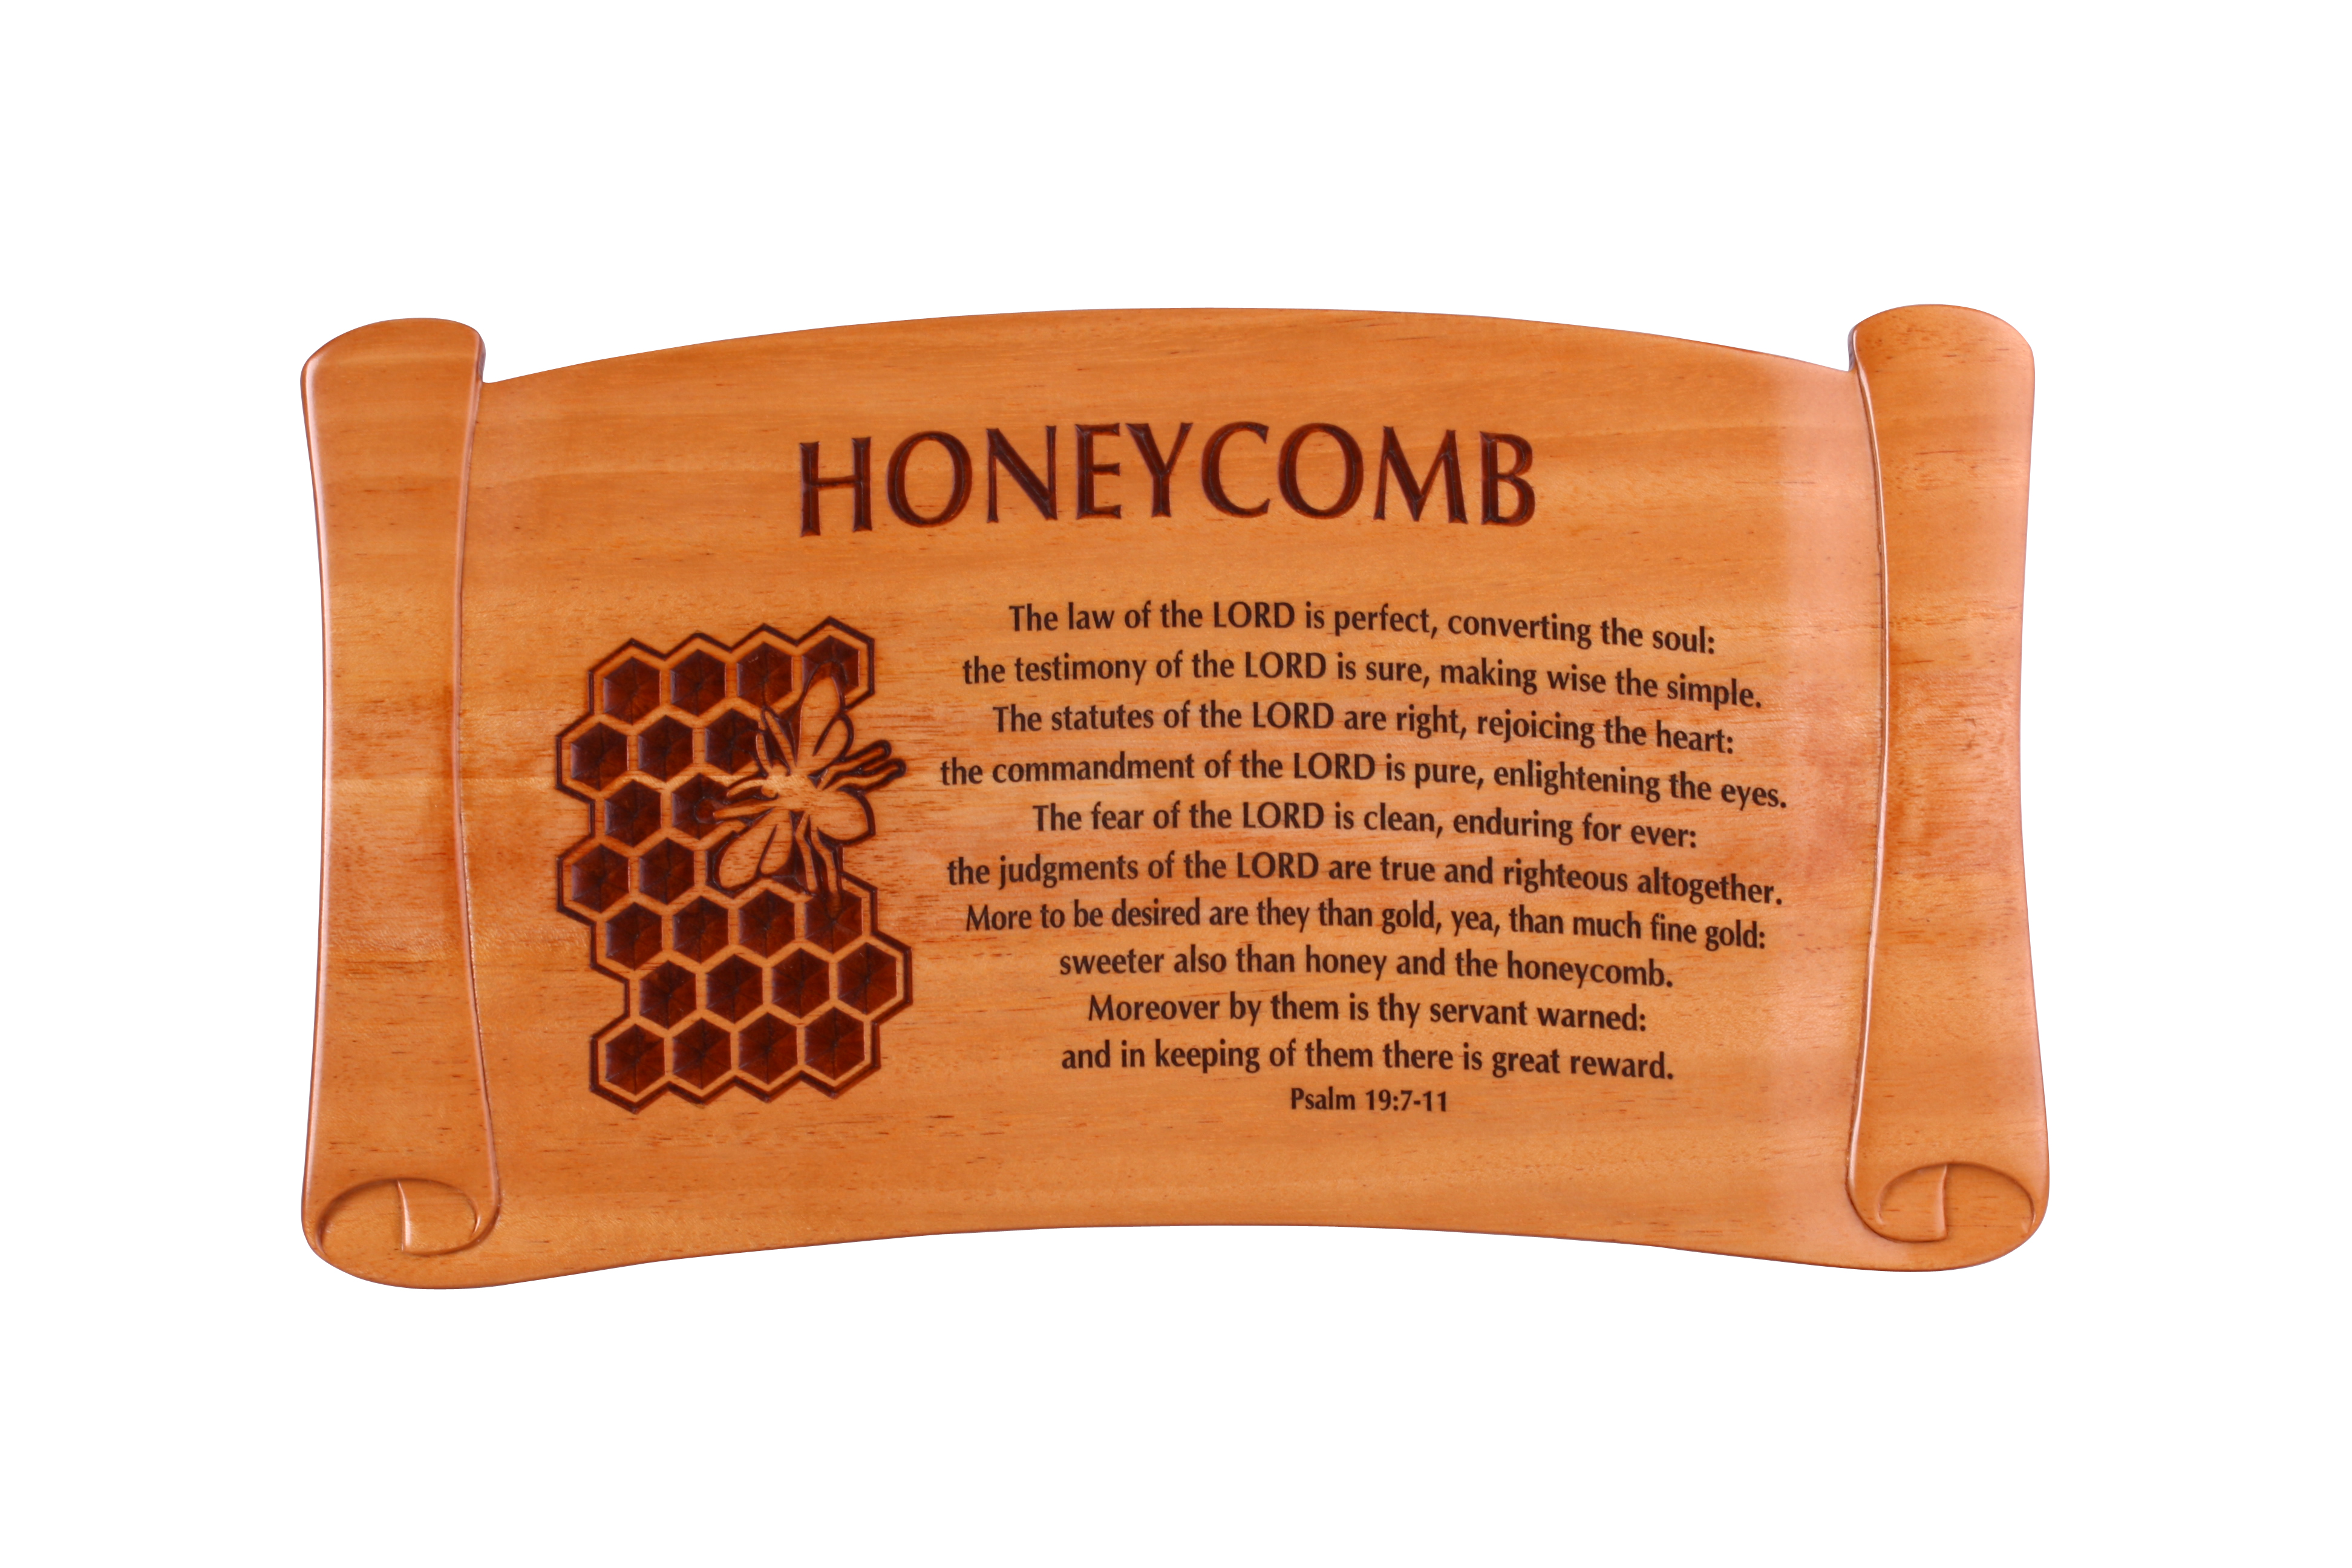 HONEYCOMB
The law of the LORD is perfect, converting the soul:
the testimony of the LORD is sure, making wise the simple.
The statutes of the LORD are right, rejoicing the heart:
the commandment of the LORD is pure, enlightening the eyes.
The fear of the LORD is clean, enduring for ever:
the judgments of the LORD are true and righteous altogether.
More to be desired are they than gold, yea, than much fine gold:
sweeter also than honey and the honeycomb.
Moreover by them is thy servant warned:
and in keeping of them there is great reward.
Psalm 19:7-11